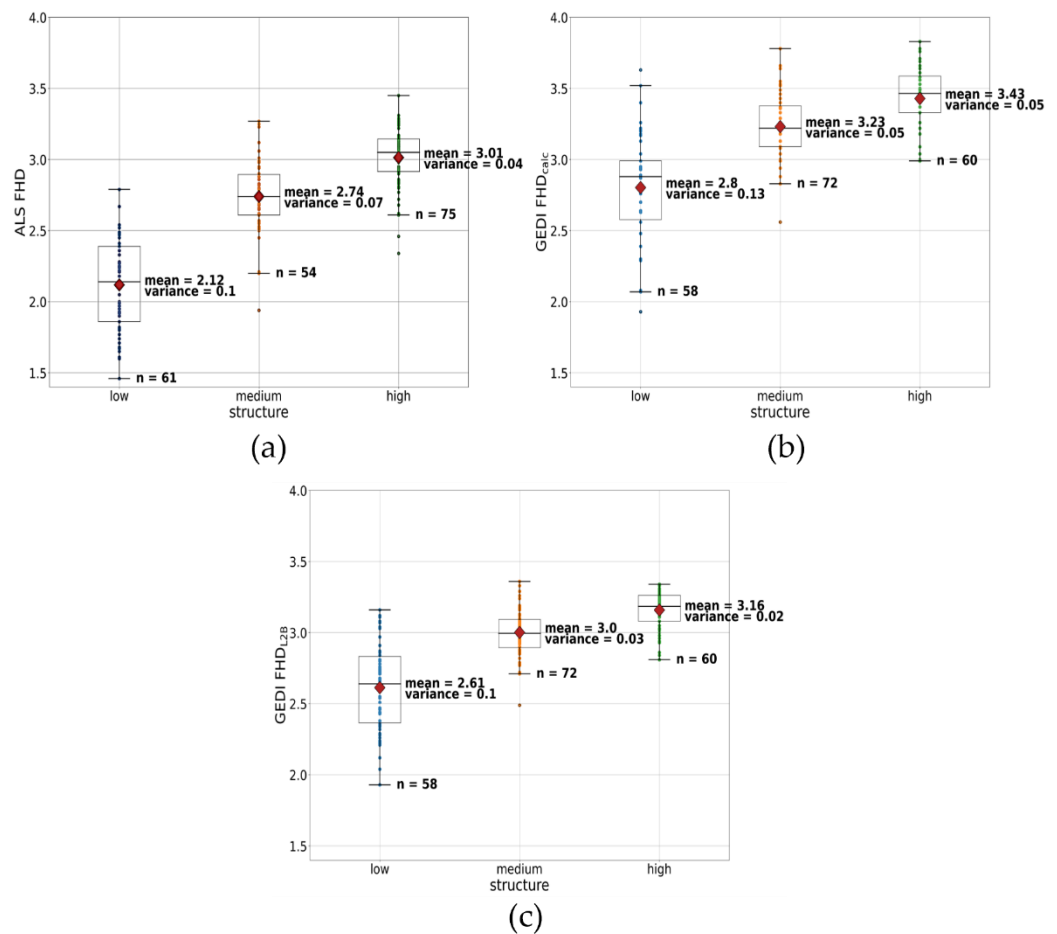 4.0
3.5
3.0
2.5
2.0
1.5
ALS FHD
mean = 2.12
variance = 0.1
n = 61
mean = 2.74
variance = 0.07
n = 54
mean = 3.01
variance = 0.04
n = 75
low
medium
high
structure
(a)
4.0
3.5
3.0
2.5
2.0
1.5
GEDI FHDcalc
mean = 2.8
variance = 0.13
n = 58
mean = 3.23
variance = 0.05
n = 72
mean = 3.43
variance = 0.05
n = 60
low
medium
high
structure
(b)
4.0
3.5
3.0
2.5
2.0
1.5
GEDI FHDL2B
mean = 2.61
variance = 0.1
n = 58
mean = 3.0
variance = 0.03
n = 72
mean = 3.16
variance = 0.02
n = 60
low
medium
high
structure
(c)